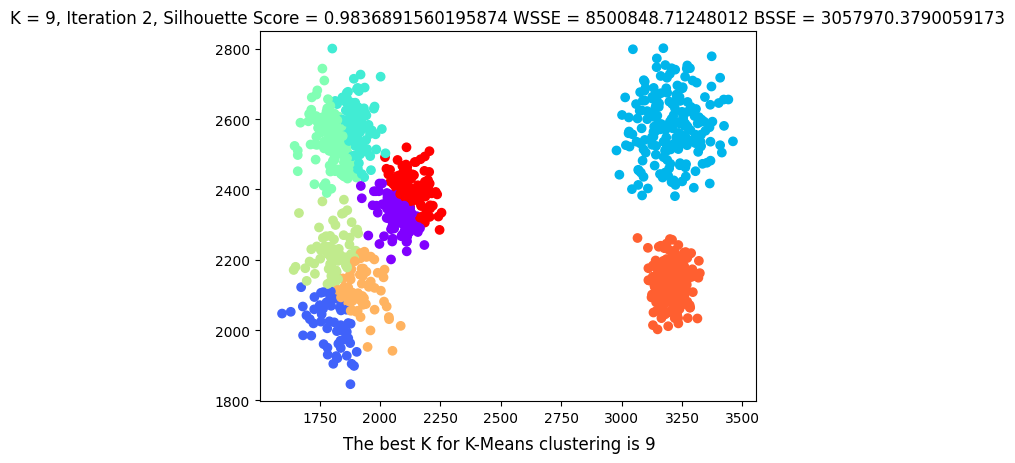 K = 9, Iteration 2, Silhouette Score = 0.9836891560195874 WSSE = 8500848.71248012 BSSE = 3057970.3790059173
2800
2600
2400
2200
2000
1800
1750 2000 2250 2500 2750 3000 3250 3500
The best K for K-Means clustering is 9